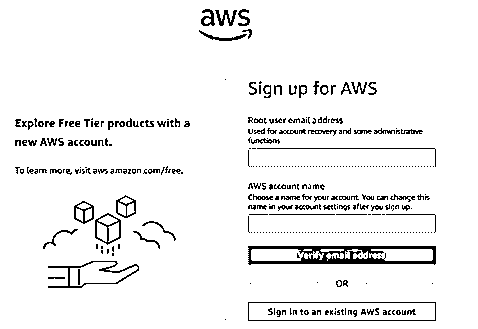 aws
Sign up for AWS
Explore Free Tier products with a
new AWS account.
To learn more, visit aws.amazon.com/free.
Root user email address
Used for account recovery and some administrative
functions
AWS account name
Choose a name for your account. You can change this
name in your account settings after you sign up.
Verify email address
OR
Sign in to an existing AWS account